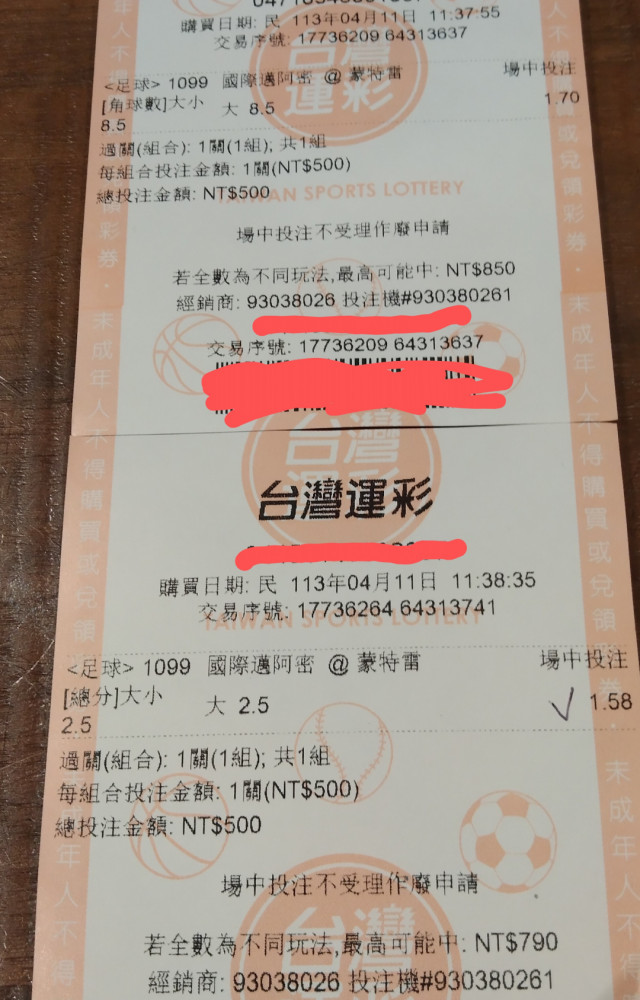 購買日期: 民 113年04月11日 11:37:55
交易序號: 17736209 64313637
台灣
運彩
<足球> 1099 國際邁阿密 @ 蒙特雷 場中投注
[角球數]大小 大 8.5 1.70
8.5
過關(組合): 1關(1組); 共1組
每組合投注金額: 1關(NT$500)
總投注金額: NT$500
TAIWAN SPORTS LOTTERY
場中投注不受理作廢申請
若全數為不同玩法,最高可能中: NT$850
經銷商: 93038026 投注機#930380261
交易序號: 17736209 64313637
台灣
台灣運彩
購買日期: 民 113年04月11日 11:38:35
交易序號: 17736264 64313741
TAIWAN SPORTS LOTTERY
<足球> 1099 國際邁阿密 @ 蒙特雷 場中投注
[總分]大小 大 2.5 1.58
2.5
過關(組合): 1關(1組); 共1組
每組合投注金額: 1關(NT$500)
總投注金額: NT$500
場中投注不受理作廢申請
台灣
若全數為不同玩法,最高可能中: NT$790
經銷商: 93038026 投注機#930380261
未成年人不得購買或兌領彩券